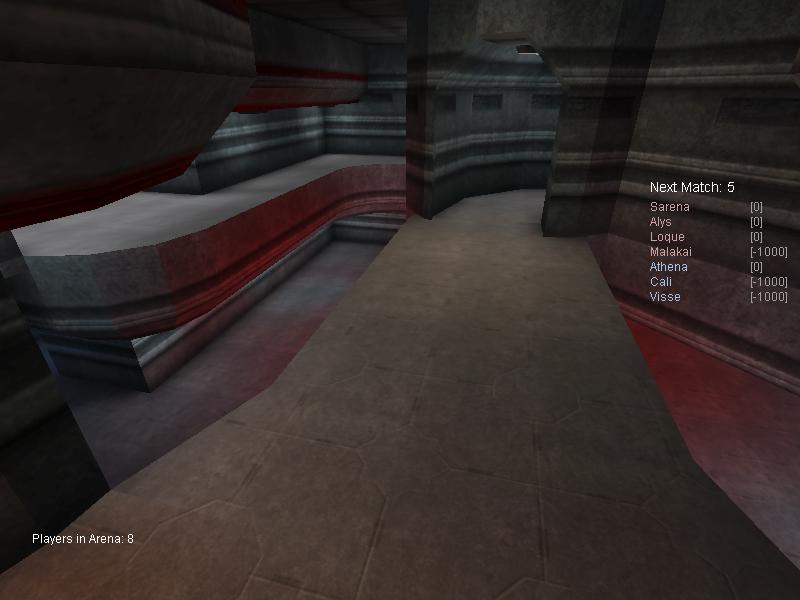 Next Match: 5
Sarena [0]
Alys [0]
Loque [0]
Malakai [-1000]
Athena [0]
Cali [-1000]
Visse [-1000]
Players in Arena: 8